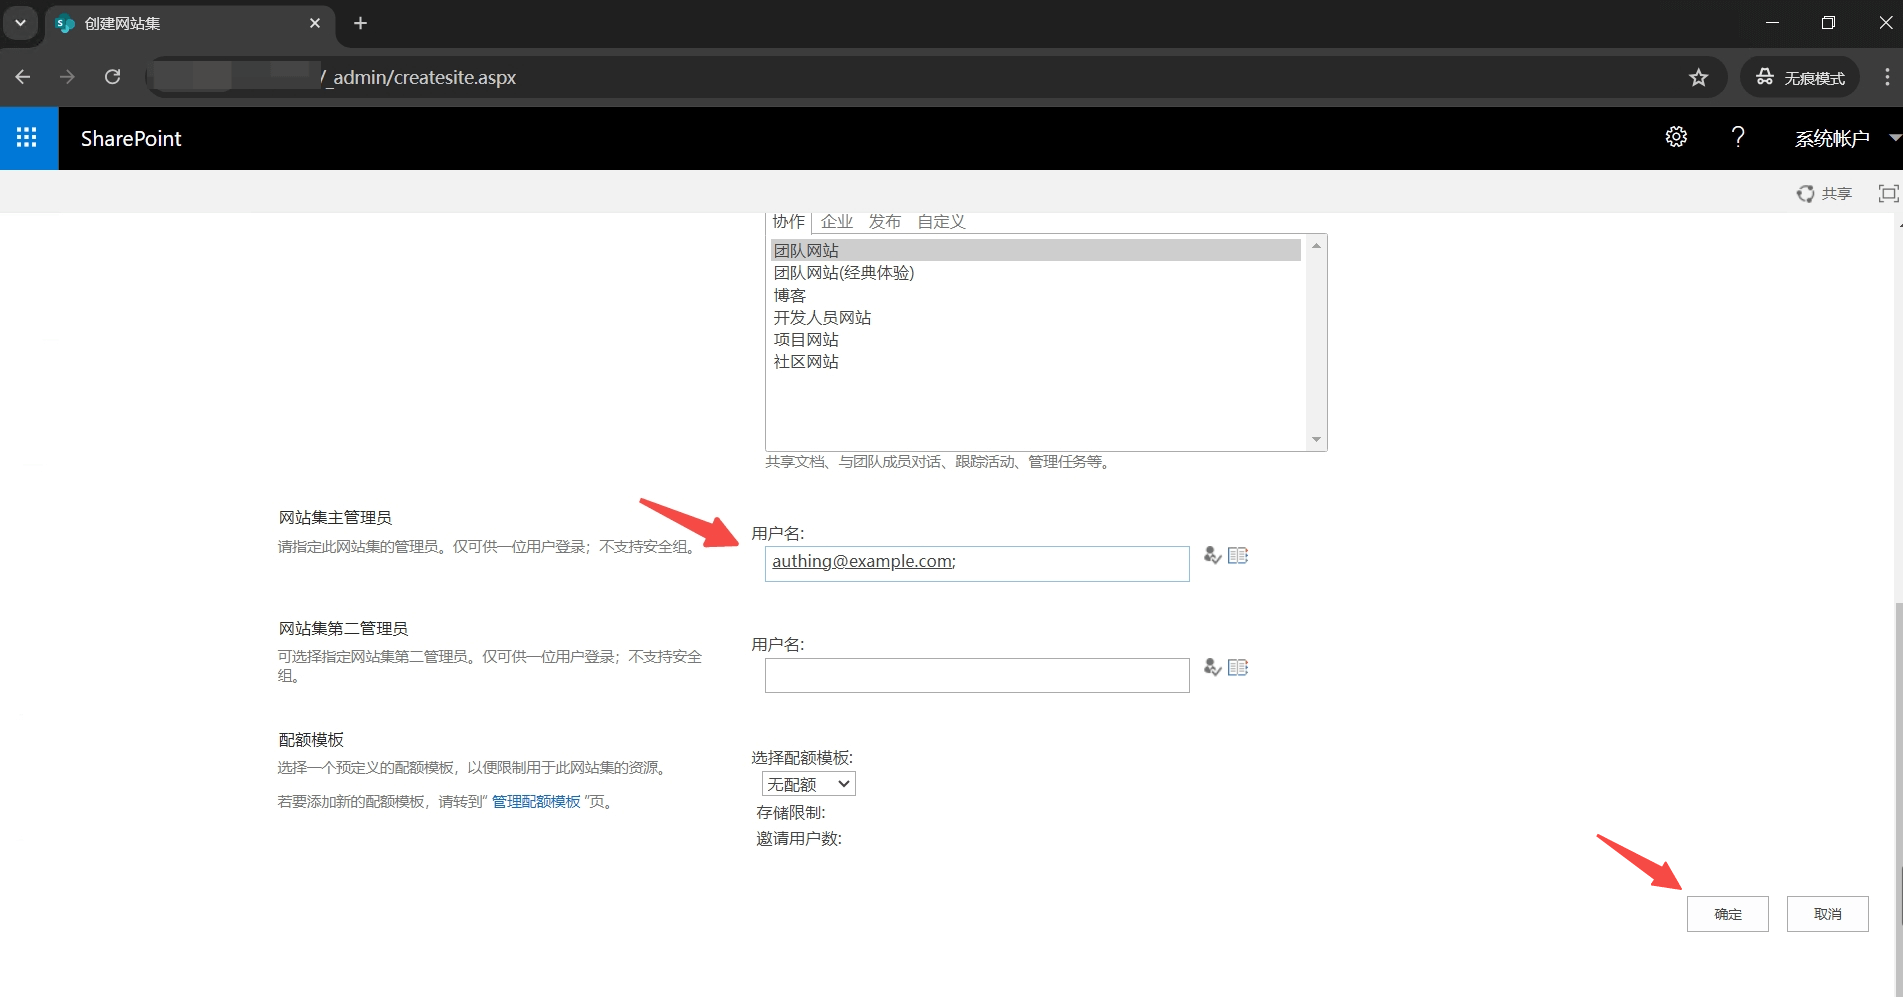 创建网站集
/_admin/createsite.aspx
无痕模式
SharePoint
系统帐户
共享
协作 企业 发布 自定义
团队网站
团队网站(经典体验)
博客
开发人员网站
项目网站
社区网站
共享文档、与团队成员对话、跟踪活动、管理任务等。
网站集主管理员
请指定此网站集的管理员。仅可供一位用户登录；不支持安全组。
用户名:
authing@example.com;
网站集第二管理员
可选择指定网站集第二管理员。仅可供一位用户登录；不支持安全
组。
用户名:
配额模板
选择一个预定义的配额模板，以便限制用于此网站集的资源。
若要添加新的配额模板，请转到“管理配额模板”页。
选择配额模板:
无配额
存储限制:
邀请用户数:
确定
取消